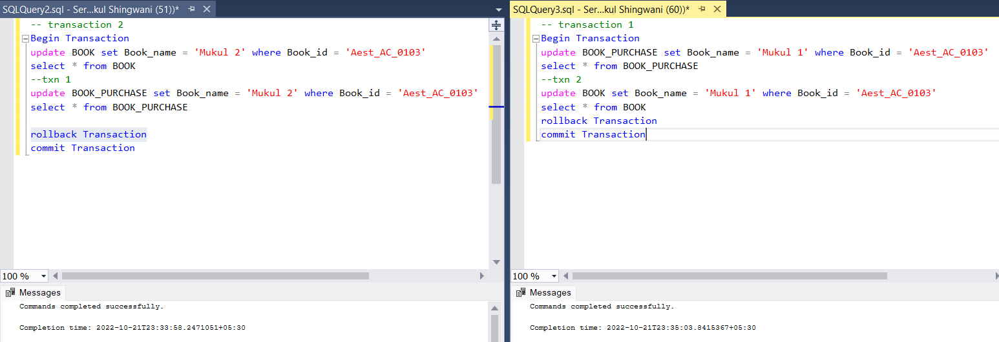 SQLQuery2.sql - Ser...kul Shingwani (51))*
-- transaction 2
Begin Transaction
update BOOK set Book_name = 'Mukul 2' where Book_id = 'Aest_AC_0103'
select * from BOOK
--txn 1
update BOOK_PURCHASE set Book_name = 'Mukul 2' where Book_id = 'Aest_AC_0103'
select * from BOOK_PURCHASE
rollback Transaction
commit Transaction
100 %
Messages
Commands completed successfully.
Completion time: 2022-10-21T23:33:58.2471051+05:30
SQLQuery3.sql - Ser...kul Shingwani (60))*
-- transaction 1
Begin Transaction
update BOOK_PURCHASE set Book_name = 'Mukul 1' where Book_id = 'Aest_AC_0103'
select * from BOOK_PURCHASE
--txn 2
update BOOK set Book_name = 'Mukul 1' where Book_id = 'Aest_AC_0103'
select * from BOOK
rollback Transaction
commit Transaction
100 %
Messages
Commands completed successfully.
Completion time: 2022-10-21T23:35:03.8415367+05:30